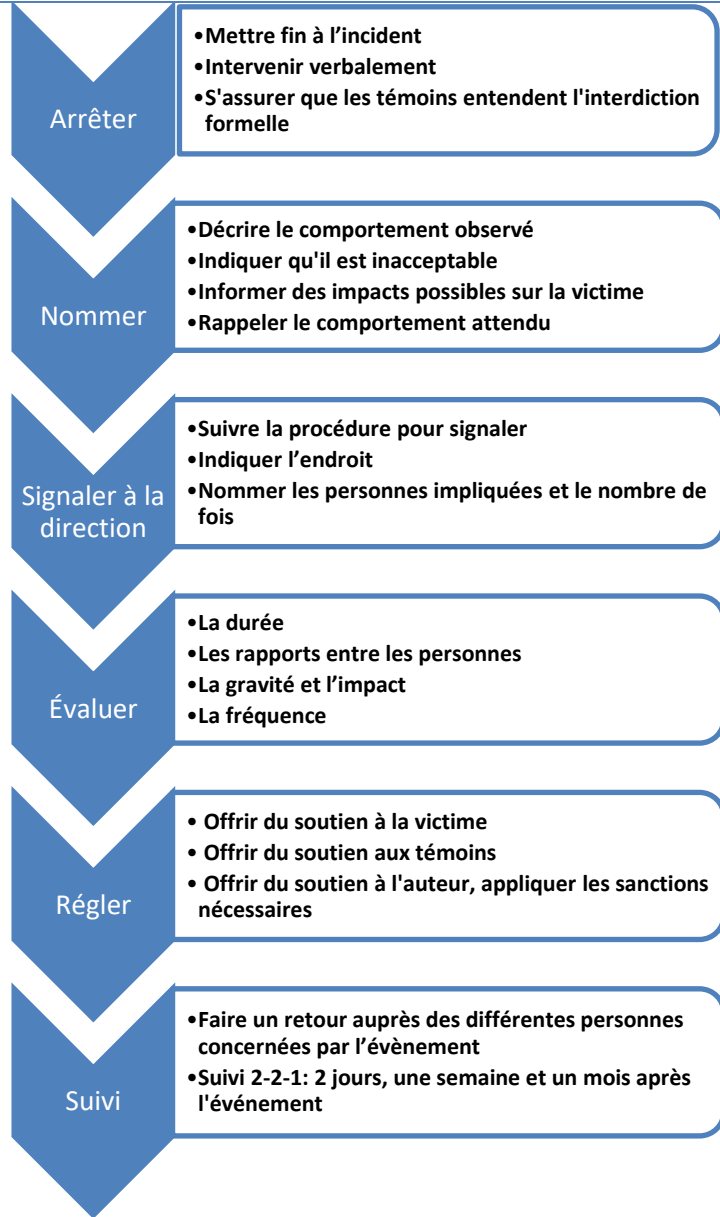 Arrêter
•Mettre fin à l’incident
•Intervenir verbalement
•S'assurer que les témoins entendent l'interdiction
formelle
Nommer
•Décrire le comportement observé
•Indiquer qu'il est inacceptable
•Informer des impacts possibles sur la victime
•Rappeler le comportement attendu
Signaler à la
direction
•Suivre la procédure pour signaler
•Indiquer l’endroit
•Nommer les personnes impliquées et le nombre de
fois
Évaluer
•La durée
•Les rapports entre les personnes
•La gravité et l’impact
•La fréquence
Régler
• Offrir du soutien à la victime
• Offrir du soutien aux témoins
• Offrir du soutien à l'auteur, appliquer les sanctions
nécessaires
Suivi
•Faire un retour auprès des différentes personnes
concernées par l’évènement
•Suivi 2-2-1: 2 jours, une semaine et un mois après
l'événement